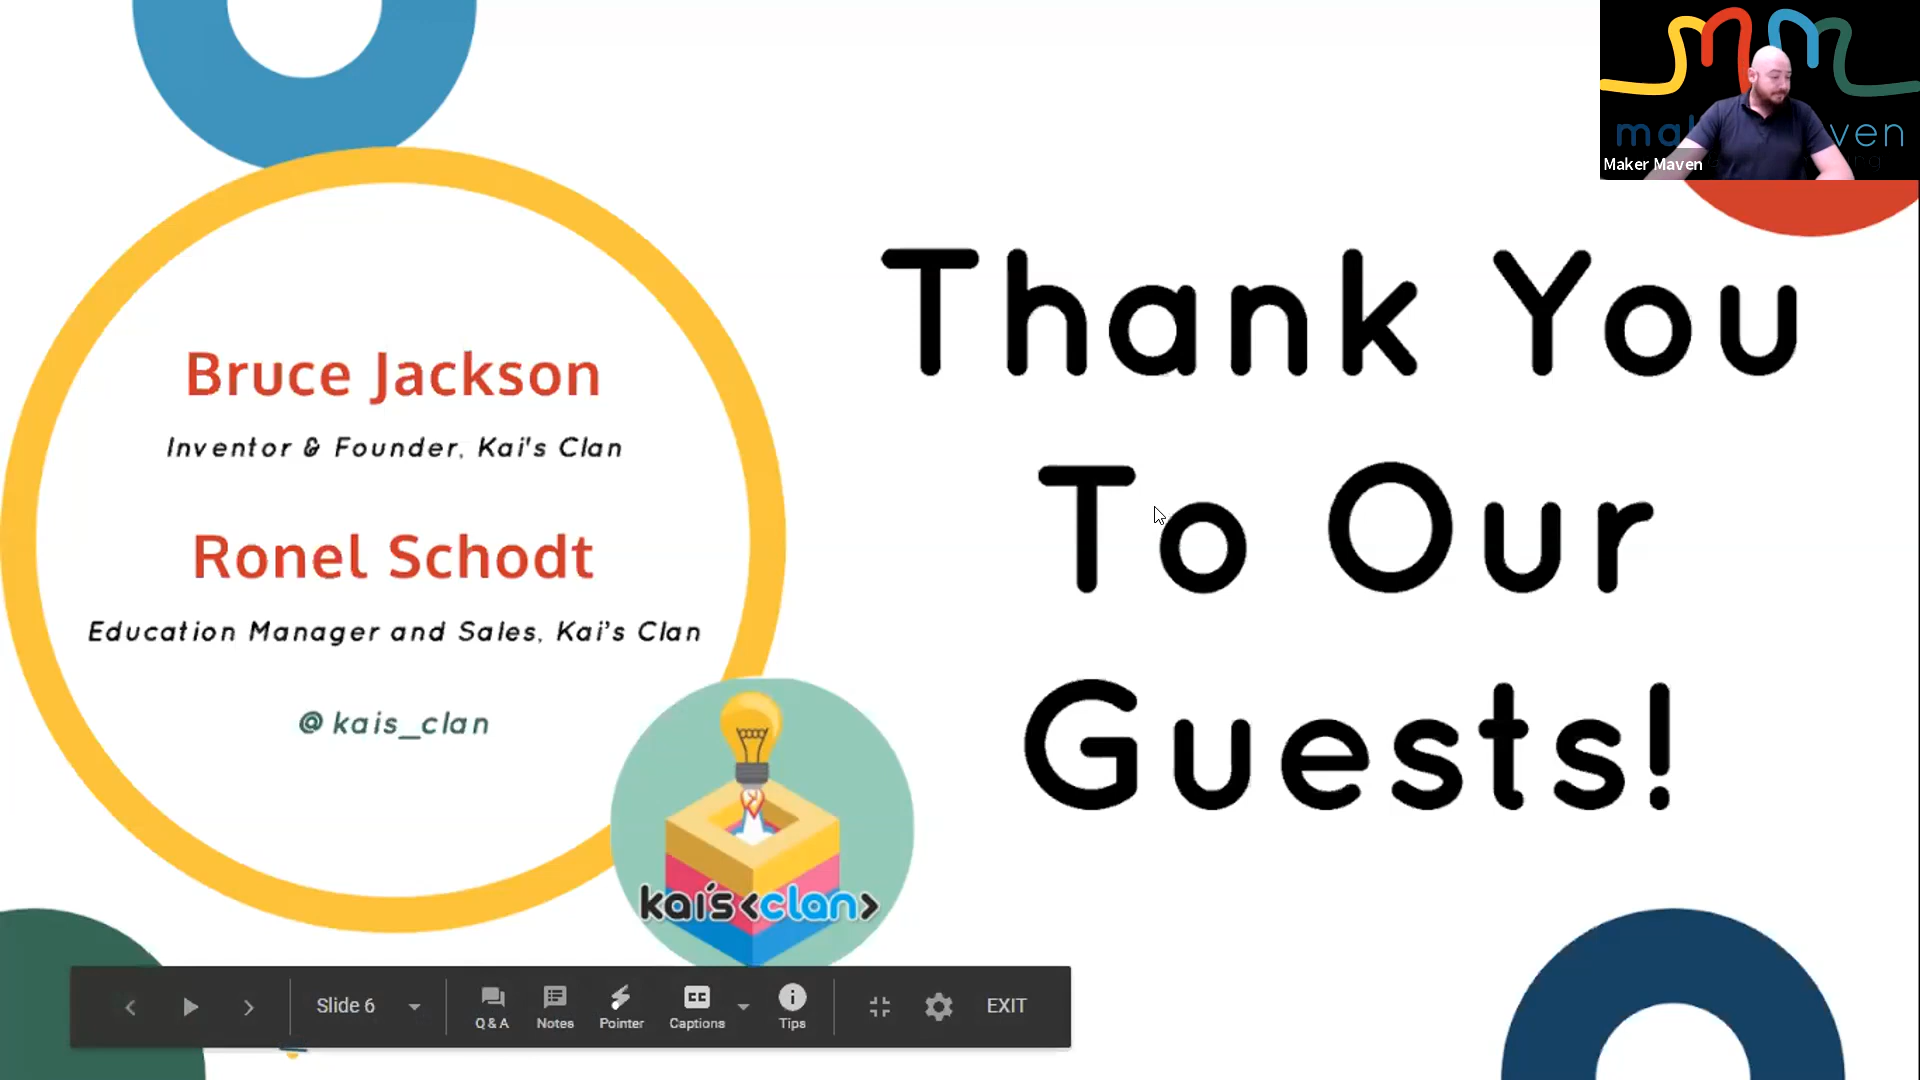 Bruce Jackson
Inventor & Founder, Kai's Clan
Ronel Schodt
Education Manager and Sales, Kai's Clan
@kais_clan
kai's<clan>
Thank You
To Our
Guests!
Maker Maven
Slide 6
Q & A
Notes
Pointer
CC
Captions
Tips
EXIT